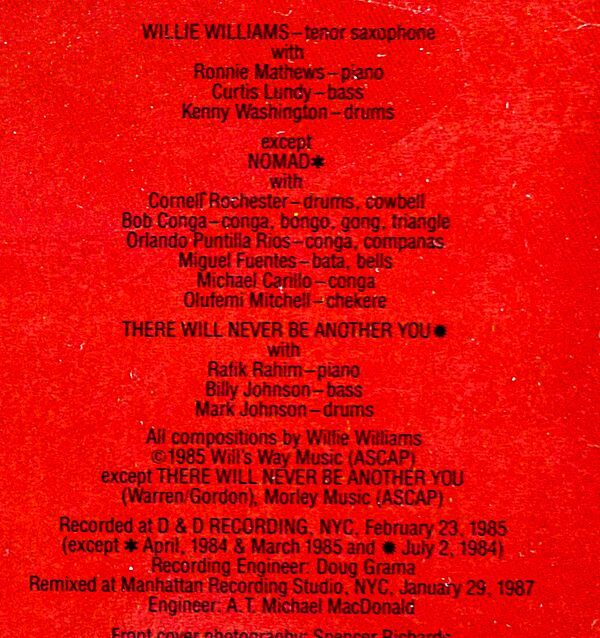 WILLIE WILLIAMS–tenor saxophone
with
Ronnie Mathews–piano
Curtis Lundy–bass
Kenny Washington–drums
except
NOMAD✱
with
Cornell Rochester–drums, cowbell
Bob Conga–conga, bongo, gong, triangle
Orlando Puntilla Rios–conga, companas
Miguel Fuentes–bata, bells
Michael Carillo–conga
Olufemi Mitchell–chekere
THERE WILL NEVER BE ANOTHER YOU✹
with
Rafik Rahim–piano
Billy Johnson–bass
Mark Johnson–drums
All compositions by Willie Williams
©1985 Will's Way Music (ASCAP)
except THERE WILL NEVER BE ANOTHER YOU
(Warren/Gordon), Morley Music (ASCAP)
Recorded at D & D RECORDING, NYC, February 23, 1985
(except ✱ April, 1984 & March 1985 and ✹ July 2, 1984)
Recording Engineer: Doug Grama
Remixed at Manhattan Recording Studio, NYC, January 29, 1987
Engineer: A.T. Michael MacDonald
Front cover photography: Spencer Richards